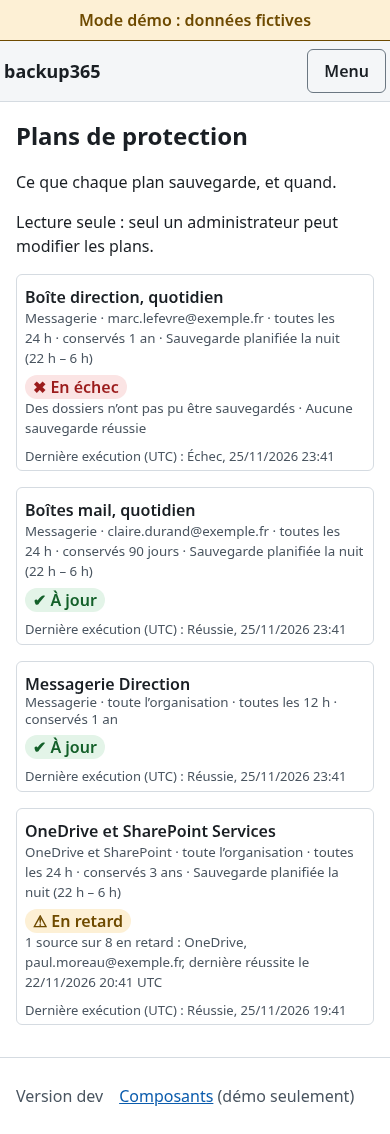 Mode démo : données fictives
backup365
Menu
Plans de protection
Ce que chaque plan sauvegarde, et quand.
Lecture seule : seul un administrateur peut
modifier les plans.
Boîte direction, quotidien
Messagerie · marc.lefevre@exemple.fr · toutes les
24 h · conservés 1 an · Sauvegarde planifiée la nuit
(22 h – 6 h)
✖ En échec
Des dossiers n’ont pas pu être sauvegardés · Aucune
sauvegarde réussie
Dernière exécution (UTC) : Échec, 25/11/2026 23:41
Boîtes mail, quotidien
Messagerie · claire.durand@exemple.fr · toutes les
24 h · conservés 90 jours · Sauvegarde planifiée la nuit
(22 h – 6 h)
✔ À jour
Dernière exécution (UTC) : Réussie, 25/11/2026 23:41
Messagerie Direction
Messagerie · toute l’organisation · toutes les 12 h ·
conservés 1 an
✔ À jour
Dernière exécution (UTC) : Réussie, 25/11/2026 23:41
OneDrive et SharePoint Services
OneDrive et SharePoint · toute l’organisation · toutes
les 24 h · conservés 3 ans · Sauvegarde planifiée la
nuit (22 h – 6 h)
⚠ En retard
1 source sur 8 en retard : OneDrive,
paul.moreau@exemple.fr, dernière réussite le
22/11/2026 20:41 UTC
Dernière exécution (UTC) : Réussie, 25/11/2026 19:41
Version dev Composants (démo seulement)